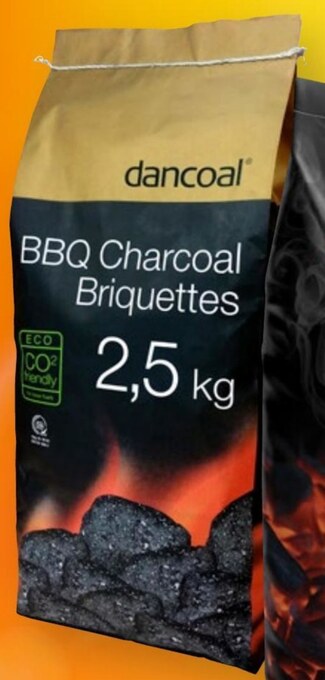 dancoal®
BBQ Charcoal
Briquettes
2,5 kg
ECO
CO²
friendly